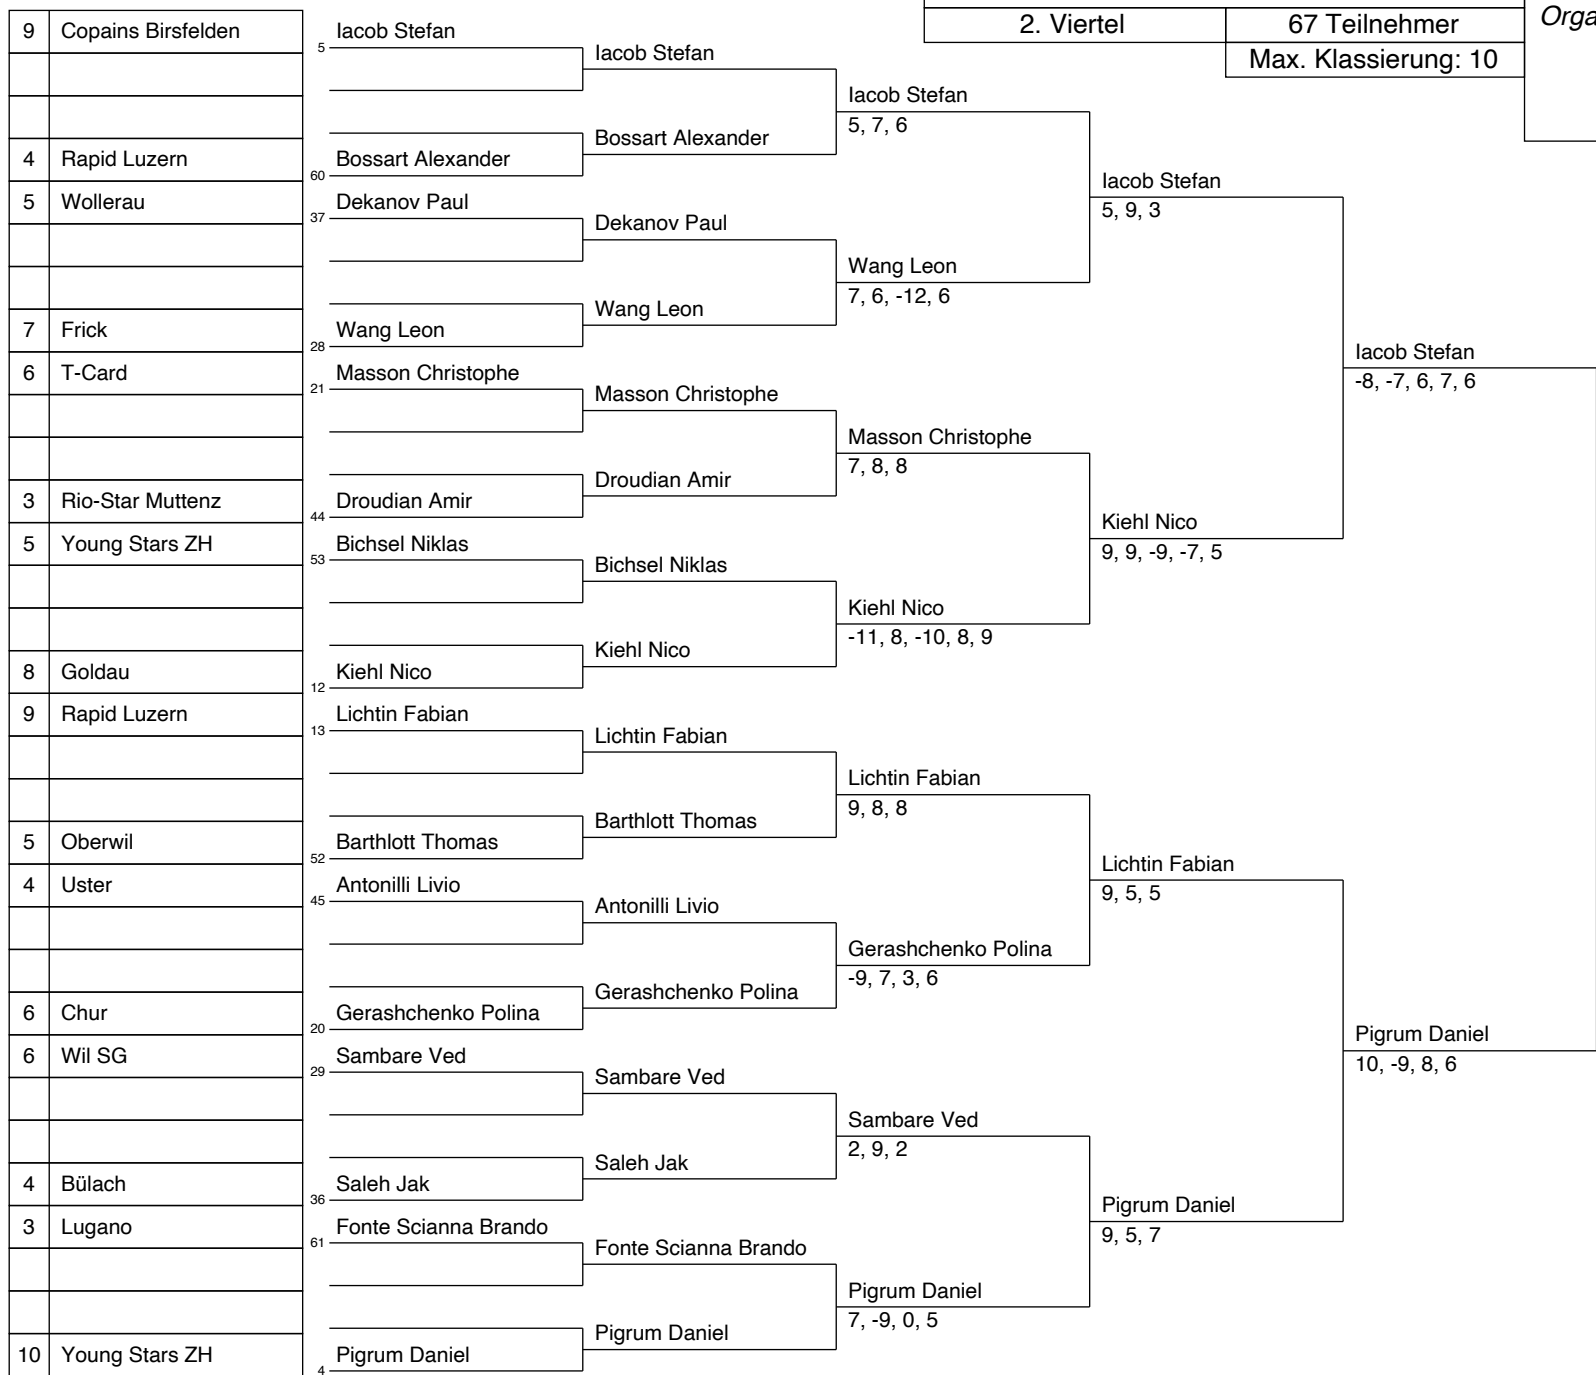 2. Viertel 67 Teilnehmer
Max. Klassierung: 10
9 Copains Birsfelden 5 Iacob Stefan
4 Rapid Luzern 60 Bossart Alexander
5 Wollerau 37 Dekanov Paul
7 Frick 28 Wang Leon
6 T-Card 21 Masson Christophe
3 Rio-Star Muttenz 44 Droudian Amir
5 Young Stars ZH 53 Bichsel Niklas
8 Goldau 12 Kiehl Nico
9 Rapid Luzern 13 Lichtin Fabian
5 Oberwil 52 Barthlott Thomas
4 Uster 45 Antonilli Livio
6 Chur 20 Gerashchenko Polina
6 Wil SG 29 Sambare Ved
4 Bülach 36 Saleh Jak
3 Lugano 61 Fonte Scianna Brando
10 Young Stars ZH 4 Pigrum Daniel
Iacob Stefan
Bossart Alexander
Dekanov Paul
Wang Leon
Masson Christophe
Droudian Amir
Bichsel Niklas
Kiehl Nico
Lichtin Fabian
Barthlott Thomas
Antonilli Livio
Gerashchenko Polina
Sambare Ved
Saleh Jak
Fonte Scianna Brando
Pigrum Daniel
Iacob Stefan
5, 7, 6
Wang Leon
7, 6, -12, 6
Masson Christophe
7, 8, 8
Kiehl Nico
-11, 8, -10, 8, 9
Lichtin Fabian
9, 8, 8
Gerashchenko Polina
-9, 7, 3, 6
Sambare Ved
2, 9, 2
Pigrum Daniel
7, -9, 0, 5
Iacob Stefan
5, 9, 3
Kiehl Nico
9, 9, -9, -7, 5
Lichtin Fabian
9, 5, 5
Pigrum Daniel
9, 5, 7
Iacob Stefan
-8, -7, 6, 7, 6
Pigrum Daniel
10, -9, 8, 6